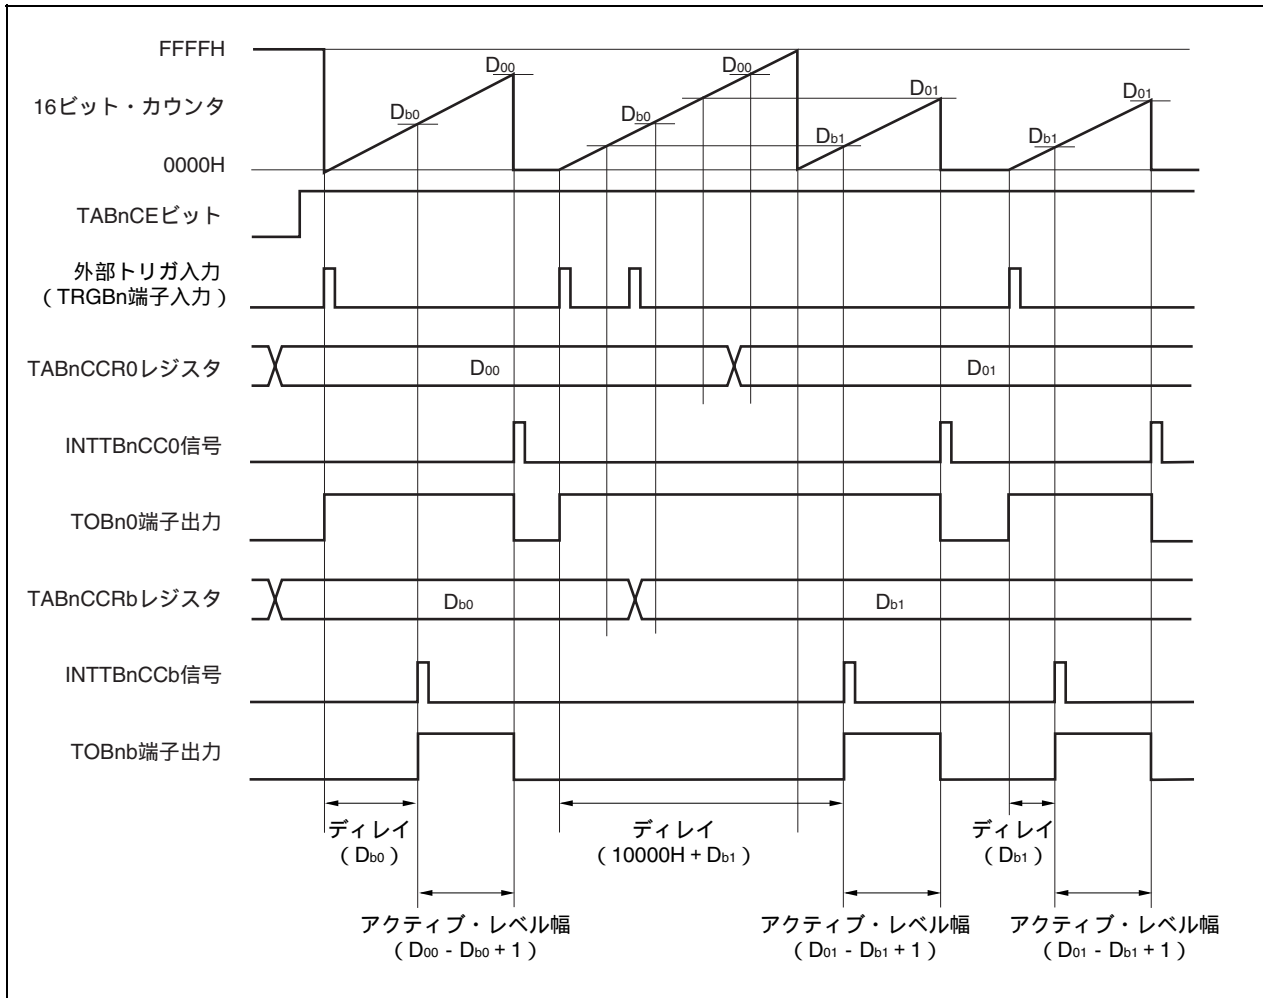 FFFFH
D00
D00
16ビット・カウンタ
D01
D01
Db0
Db0
Db1
Db1
0000H
TABnCEビット
外部トリガ入力
（TRGBn端子入力）
TABnCCR0レジスタ
D00
D01
INTTBnCC0信号
TOBn0端子出力
TABnCCRbレジスタ
Db0
Db1
INTTBnCCb信号
TOBnb端子出力
ディレイ
（Db0）
ディレイ
（10000H + Db1）
ディレイ
（Db1）
アクティブ・レベル幅
（D00 - Db0 + 1）
アクティブ・レベル幅
（D01 - Db1 + 1）
アクティブ・レベル幅
（D01 - Db1 + 1）